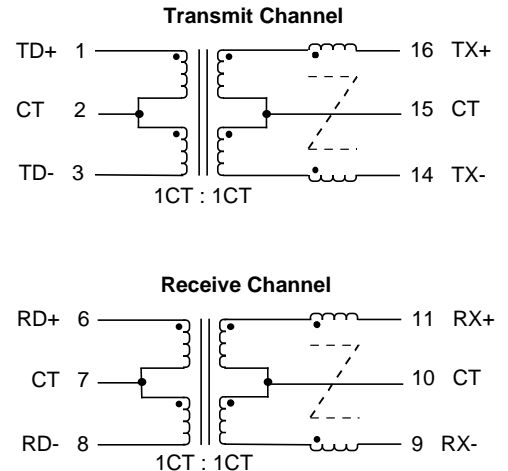 Transmit Channel
TD+ 1 16 TX+
CT 2 15 CT
TD- 3 14 TX-
1CT : 1CT
Receive Channel
RD+ 6 11 RX+
CT 7 10 CT
RD- 8 9 RX-
1CT : 1CT